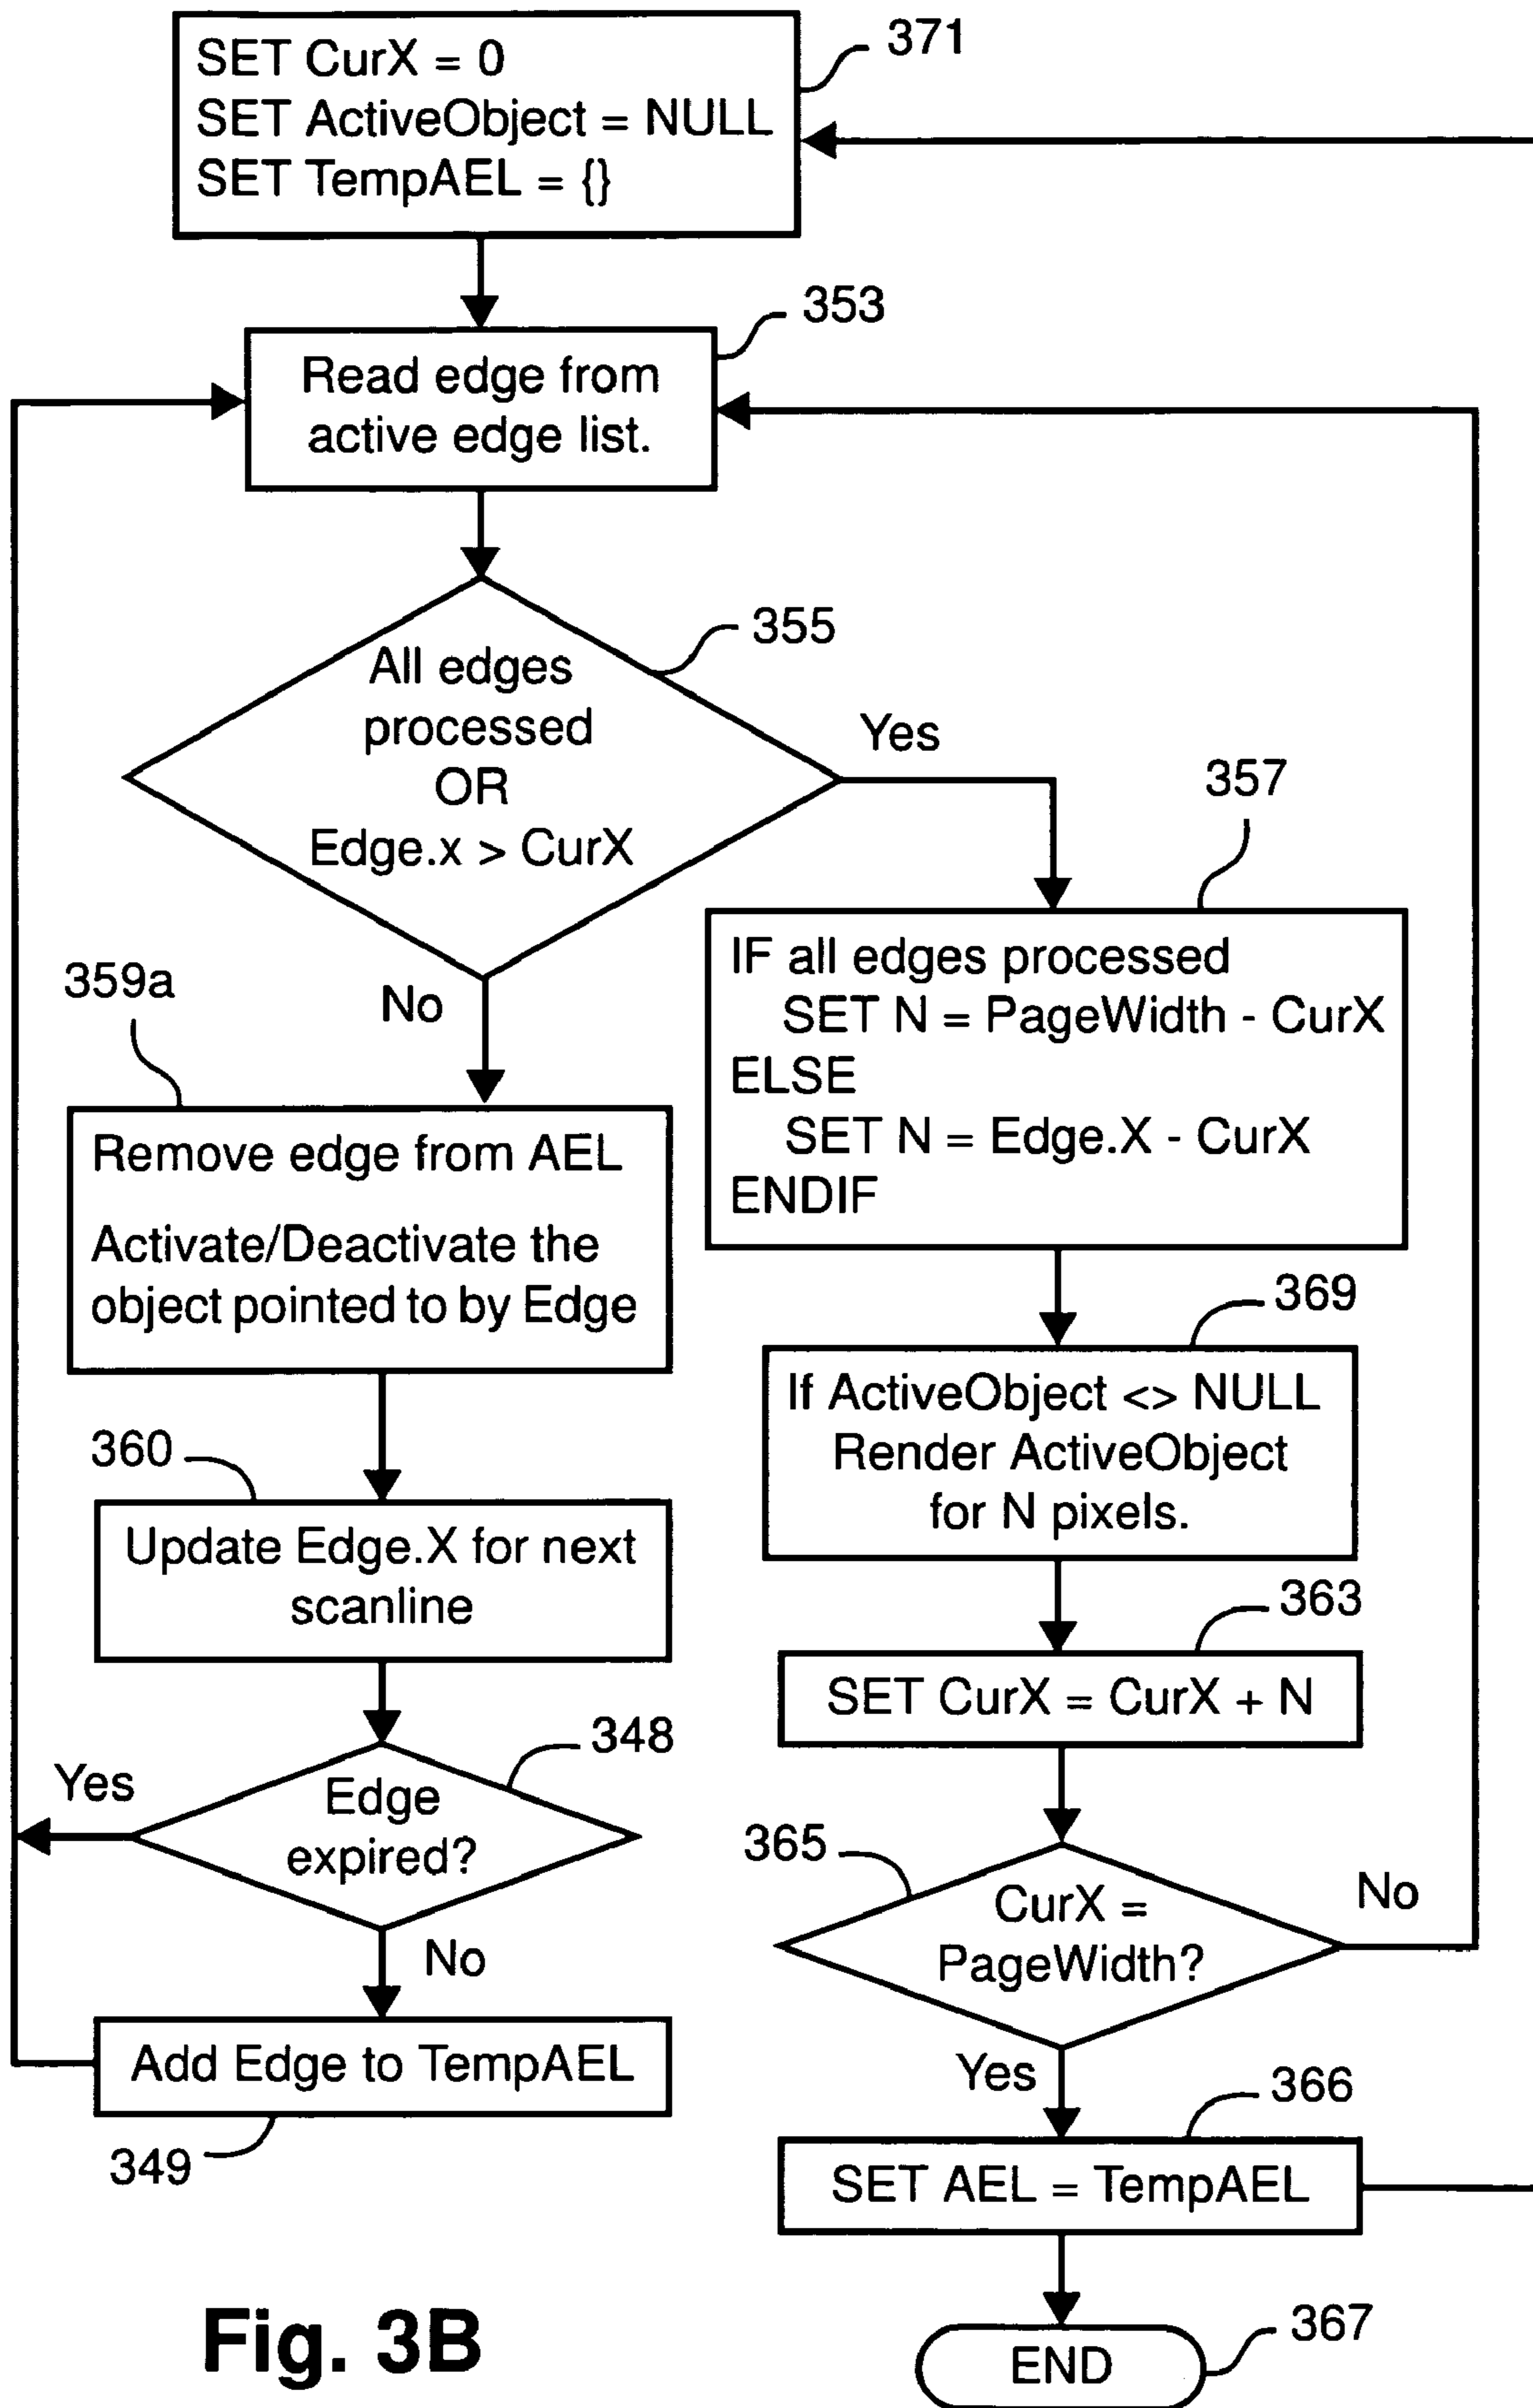 SET CurX = 0
SET ActiveObject = NULL
SET TempAEL = {}
371
353
Read edge from
active edge list.
355
All edges
processed
OR
Edge.x > CurX
Yes
No
357
IF all edges processed
SET N = PageWidth - CurX
ELSE
SET N = Edge.X - CurX
ENDIF
359a
Remove edge from AEL
Activate/Deactivate the
object pointed to by Edge
369
If ActiveObject <> NULL
Render ActiveObject
for N pixels.
360
Update Edge.X for next
scanline
363
SET CurX = CurX + N
348
Edge
expired?
Yes
No
365
CurX =
PageWidth?
No
Yes
Add Edge to TempAEL
349
366
SET AEL = TempAEL
367
END
Fig. 3B